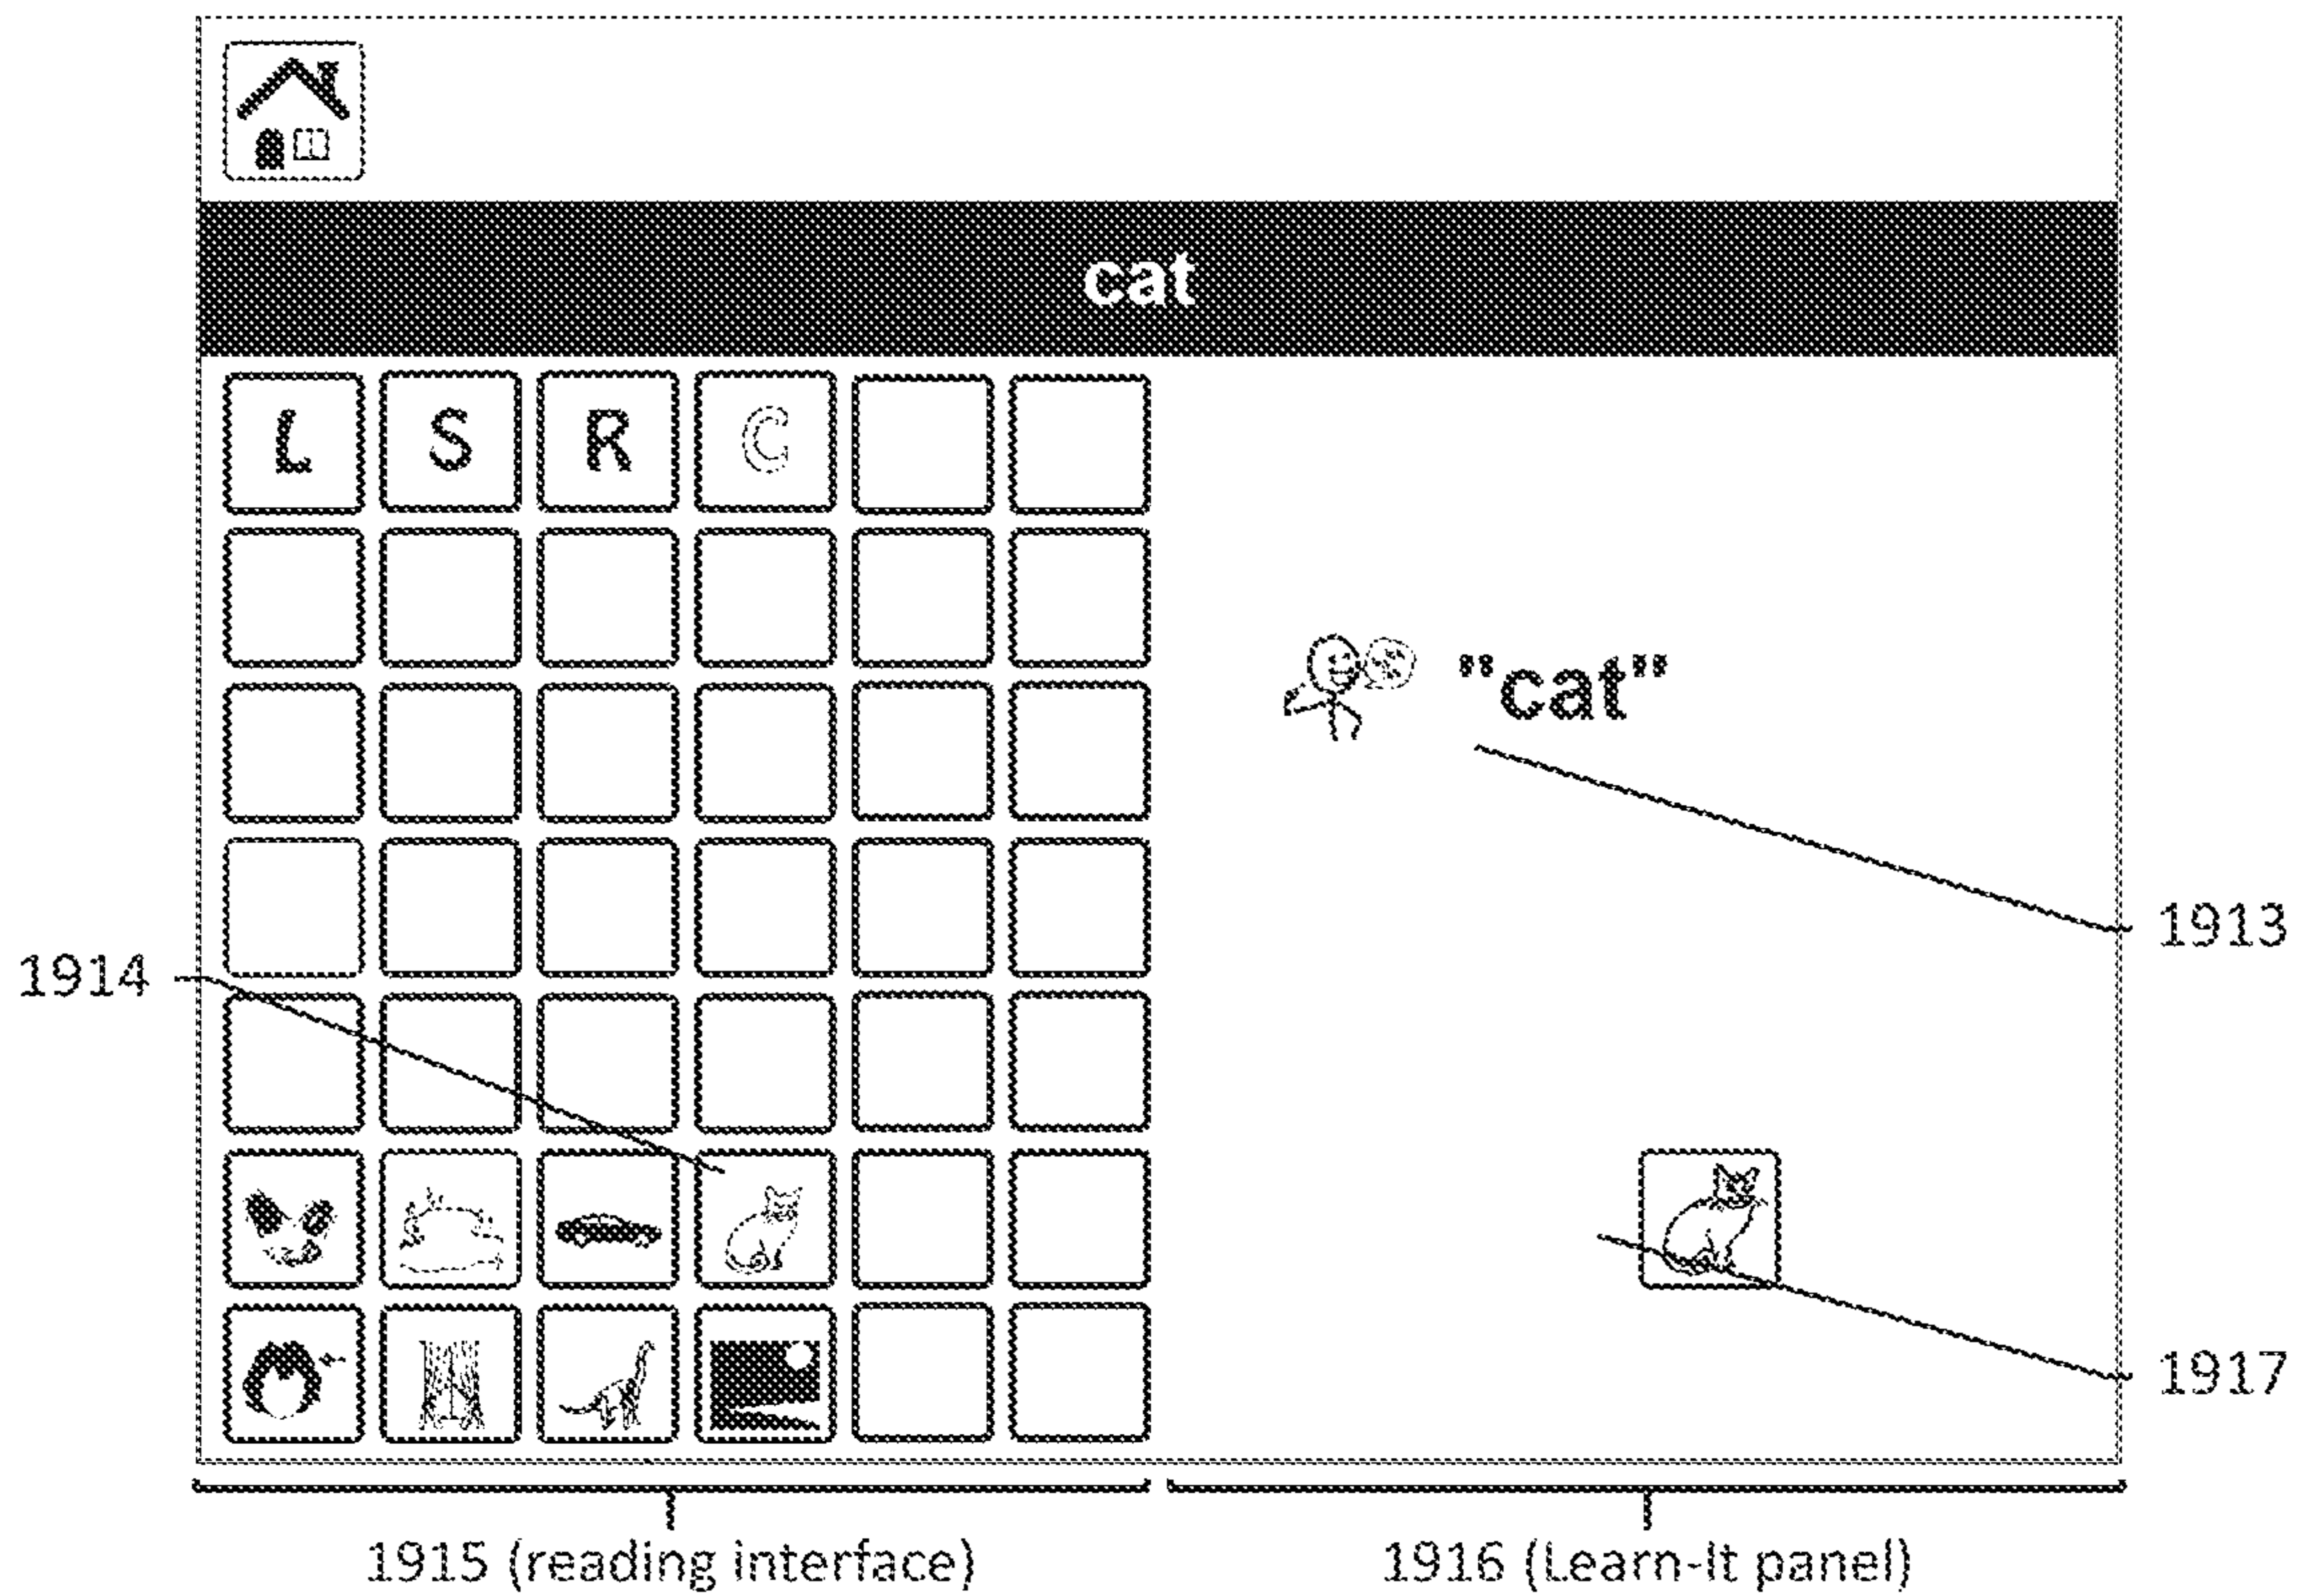 cat
L S R C
"cat"
1913
1914
1917
1915 (reading interface)
1916 (Learn-It panel)